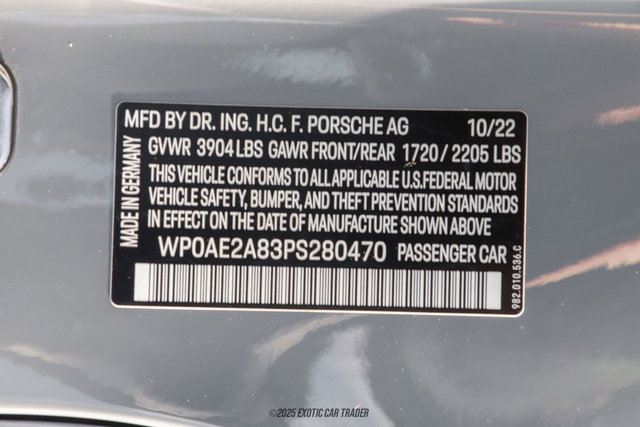 MFD BY DR. ING. H.C. F. PORSCHE AG 10/22
MADE IN GERMANY
GVWR 3904 LBS GAWR FRONT/REAR 1720 / 2205 LBS
THIS VEHICLE CONFORMS TO ALL APPLICABLE U.S.FEDERAL MOTOR
VEHICLE SAFETY, BUMPER, AND THEFT PREVENTION STANDARDS
IN EFFECT ON THE DATE OF MANUFACTURE SHOWN ABOVE
WP0AE2A83PS280470 PASSENGER CAR
982.010.536.C
©2025 EXOTIC CAR TRADER